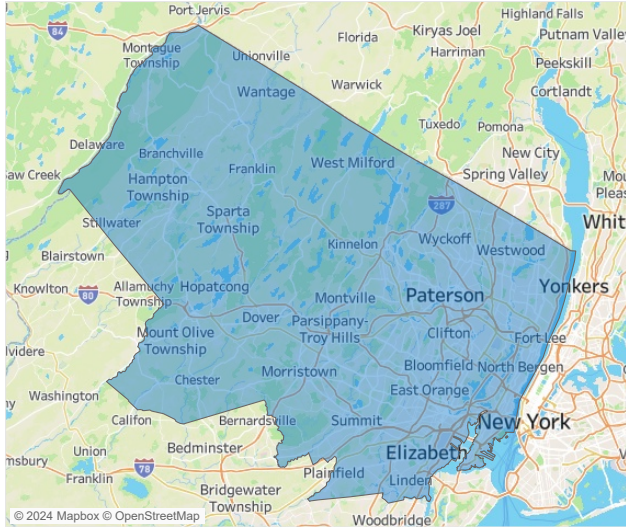 Port Jervis
Highland Falls
84
Florida
Kiryas Joel
Putnam Valley
Montague
Township
Unionville
Harriman
Peekskill
Wantage
Warwick
Cortlandt
Tuxedo
Pomona
Delaware
Branchville
New City
Saw Creek
Franklin
West Milford
Spring Valley
Hampton
Township
287
Sparta
Township
Stillwater
Wyckoff
Kinnelon
Westwood
Blairstown
Yonkers
Knowlton
80
Allamuchy
Township
Hopatcong
Montville
Paterson
Dover
Parsippany-
Troy Hills
Mount Olive
Township
Clifton
Fort Lee
Bloomfield
North Bergen
Morristown
Chester
East Orange
Washington
Califon
Bernardsville
Summit
New York
Bedminster
Elizabeth
Union
78
Franklin
Plainfield
Linden
Bridgewater
Township
Woodbridge
© 2024 Mapbox © OpenStreetMap